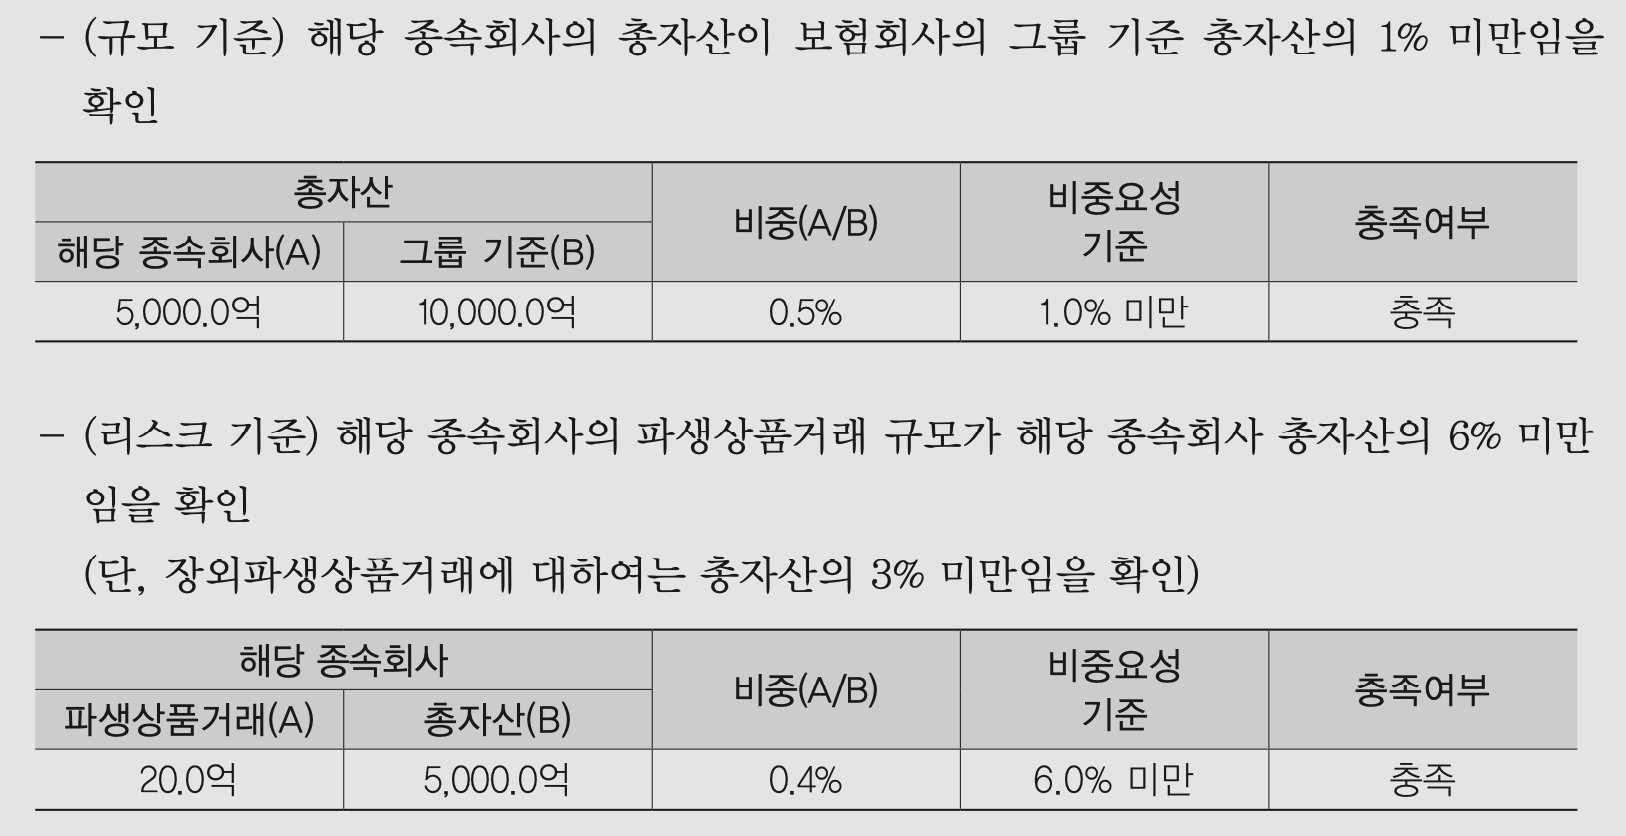 - (규모 기준) 해당 종속회사의 총자산이 보험회사의 그룹 기준 총자산의 1% 미만임을
확인
총자산
비중(A/B)
비중요성
기준
충족여부
해당 종속회사(A)
그룹 기준(B)
5,000.0억
10,000.0억
0.5%
1.0% 미만
충족
- (리스크 기준) 해당 종속회사의 파생상품거래 규모가 해당 종속회사 총자산의 6% 미만
임을 확인
(단, 장외파생상품거래에 대하여는 총자산의 3% 미만임을 확인)
해당 종속회사
비중(A/B)
비중요성
기준
충족여부
파생상품거래(A)
총자산(B)
20.0억
5,000.0억
0.4%
6.0% 미만
충족